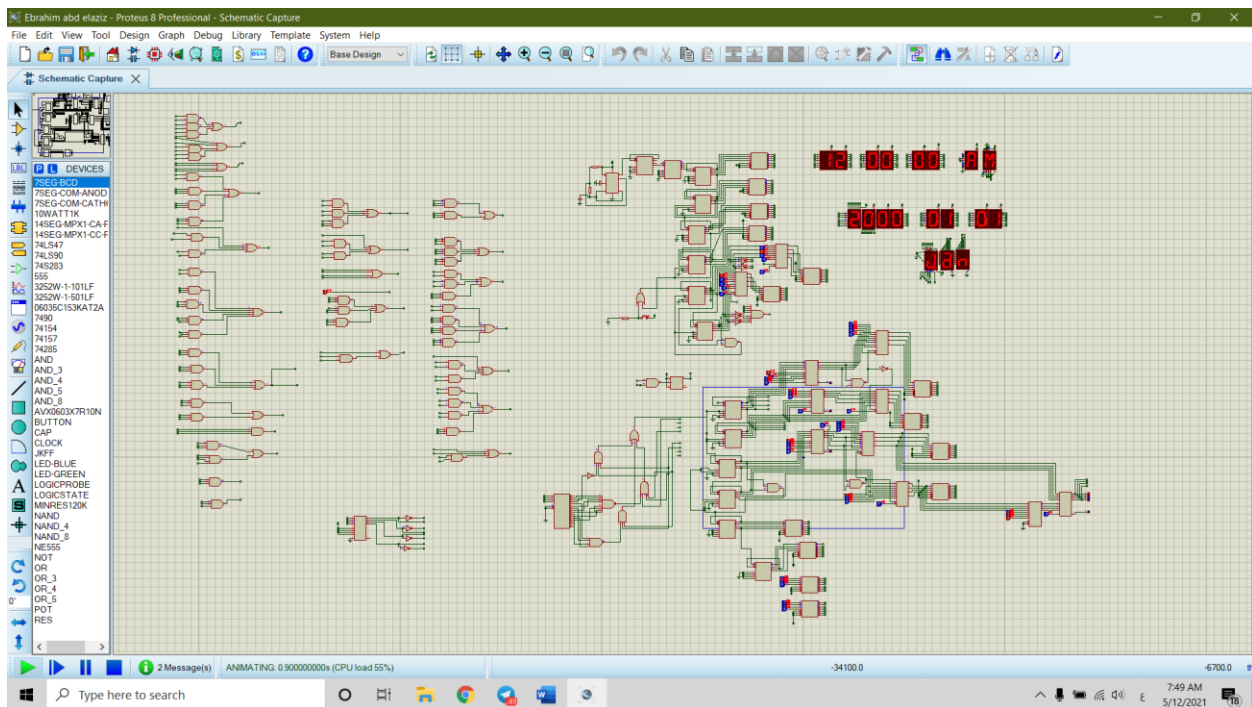 Ebrahim abd elaziz - Proteus 8 Professional - Schematic Capture
File Edit View Tool Design Graph Debug Library Template System Help
Base Design
Schematic Capture
12 00 00 AM
2000 01 01
Jan
P L DEVICES
7SEG-BCD
7SEG-COM-ANOD
7SEG-COM-CATH
10WATT1K
14SEG-MPX1-CA-F
14SEG-MPX1-CC-F
74LS47
74LS90
74S283
555
3252W-1-101LF
3252W-1-501LF
06035C153KAT2A
7490
74154
74157
74285
AND
AND_3
AND_4
AND_5
AND_8
AVX0603X7R10N
BUTTON
CAP
CLOCK
JKFF
LED-BLUE
LED-GREEN
LOGICPROBE
LOGICSTATE
MINRES120K
NAND
NAND_4
NAND_8
NE555
NOT
OR
OR_3
OR_4
OR_5
POT
RES
2 Message(s) ANIMATING: 0.900000000s (CPU load 55%) -34100.0 -6700.0
Type here to search
ع 7:49 AM
5/12/2021
18